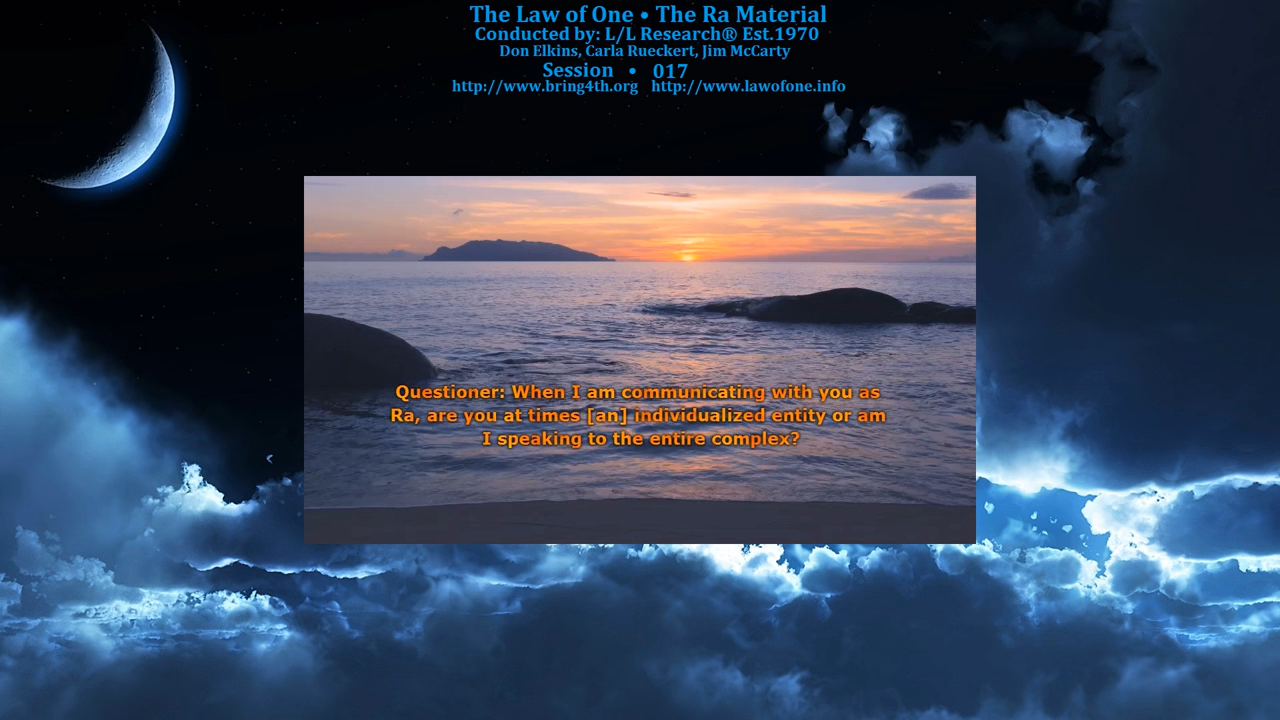 The Law of One • The Ra Material
Conducted by: L/L Research® Est.1970
Don Elkins, Carla Rueckert, Jim McCarty
Session • 017
http://www.bring4th.org http://www.lawofone.info
Questioner: When I am communicating with you as
Ra, are you at times [an] individualized entity or am
I speaking to the entire complex?